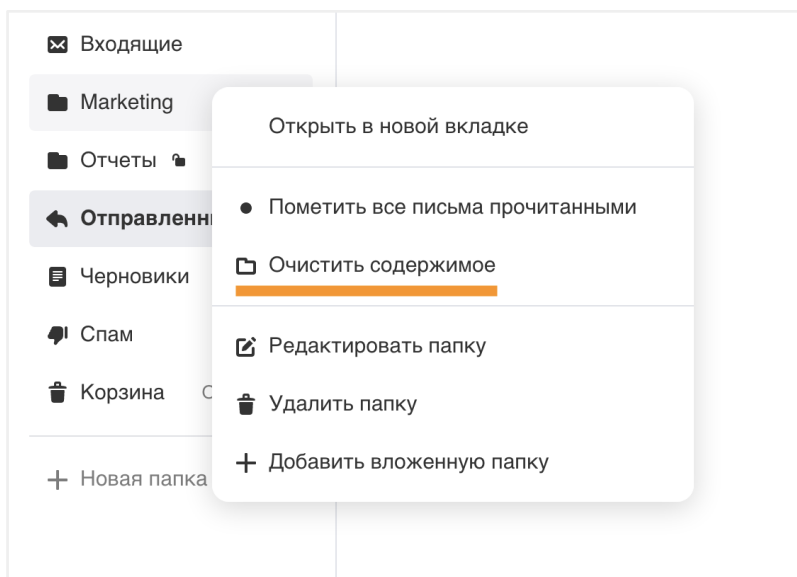 Входящие
Marketing
Отчеты
Отправленн
Черновики
Спам
Корзина
Новая папка
Открыть в новой вкладке
Пометить все письма прочитанными
Очистить содержимое
Редактировать папку
Удалить папку
Добавить вложенную папку